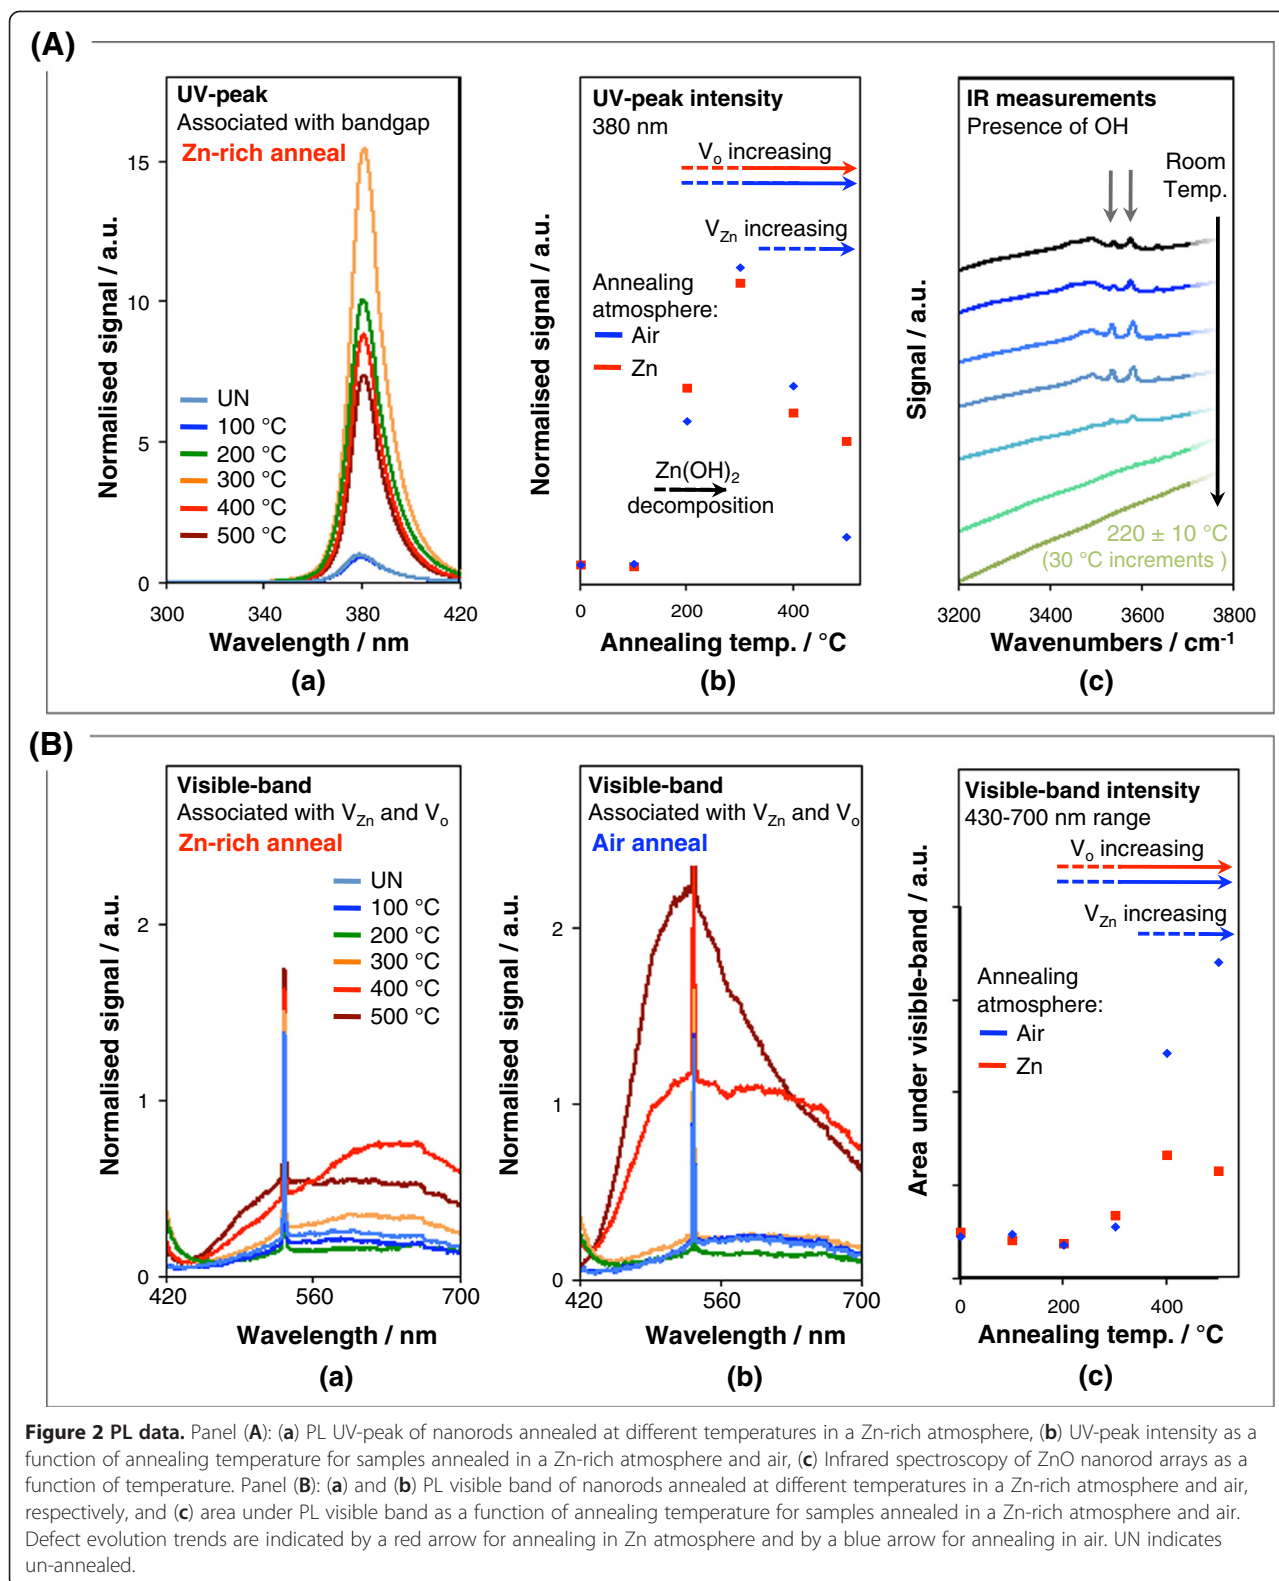 (A)
UV-peak
Associated with bandgap
Zn-rich anneal
15
10
5
0
Normalised signal / a.u.
UN
100 °C
200 °C
300 °C
400 °C
500 °C
300
340
380
420
Wavelength / nm
(a)
UV-peak intensity
380 nm
Vo increasing
VZn increasing
Annealing
atmosphere:
Air
Zn
Zn(OH)2
decomposition
Normalised signal / a.u.
0
200
400
Annealing temp. / °C
(b)
IR measurements
Presence of OH
Room
Temp.
Signal / a.u.
220 ± 10 °C
(30 °C increments )
3200
3400
3600
3800
Wavenumbers / cm-1
(c)
(B)
Visible-band
Associated with VZn and Vo
Zn-rich anneal
UN
100 °C
200 °C
300 °C
400 °C
500 °C
2
1
0
Normalised signal / a.u.
420
560
700
Wavelength / nm
(a)
Visible-band
Associated with VZn and Vo
Air anneal
2
1
0
Normalised signal / a.u.
420
560
700
Wavelength / nm
(b)
Visible-band intensity
430-700 nm range
Vo increasing
VZn increasing
Annealing
atmosphere:
Air
Zn
Area under visible-band / a.u.
0
200
400
Annealing temp. / °C
(c)
Figure 2 PL data. Panel (A): (a) PL UV-peak of nanorods annealed at different temperatures in a Zn-rich atmosphere, (b) UV-peak intensity as a
function of annealing temperature for samples annealed in a Zn-rich atmosphere and air, (c) Infrared spectroscopy of ZnO nanorod arrays as a
function of temperature. Panel (B): (a) and (b) PL visible band of nanorods annealed at different temperatures in a Zn-rich atmosphere and air,
respectively, and (c) area under PL visible band as a function of annealing temperature for samples annealed in a Zn-rich atmosphere and air.
Defect evolution trends are indicated by a red arrow for annealing in Zn atmosphere and by a blue arrow for annealing in air. UN indicates
un-annealed.